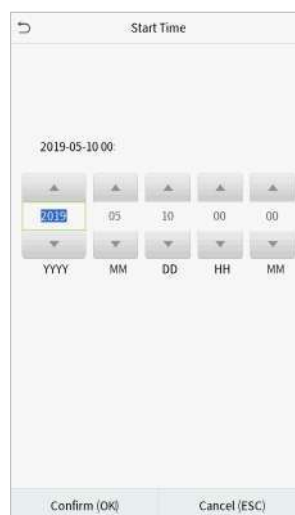 Start Time
2019-05-10 00:
2019 05 10 00 00
YYYY MM DD HH MM
Confirm (OK) Cancel (ESC)